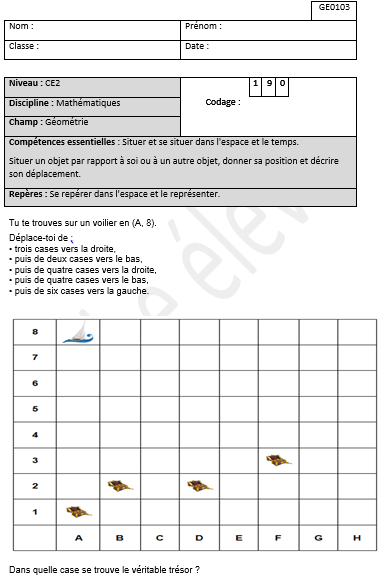 GE0103
Nom : Prénom :
Classe : Date :
Niveau : CE2
1 9 0
Discipline : Mathématiques
Codage :
Champ : Géométrie
Compétences essentielles : Situer et se situer dans l'espace et le temps.
Situer un objet par rapport à soi ou à un autre objet, donner sa position et décrire
son déplacement.
Repères : Se repérer dans l'espace et le représenter.
Tu te trouves sur un voilier en (A, 8).
Déplace-toi de :
• trois cases vers la droite,
• puis de deux cases vers le bas,
• puis de quatre cases vers la droite,
• puis de quatre cases vers le bas,
• puis de six cases vers la gauche.
8
7
6
5
4
3
2
1
A B C D E F G H
Dans quelle case se trouve le véritable trésor ?